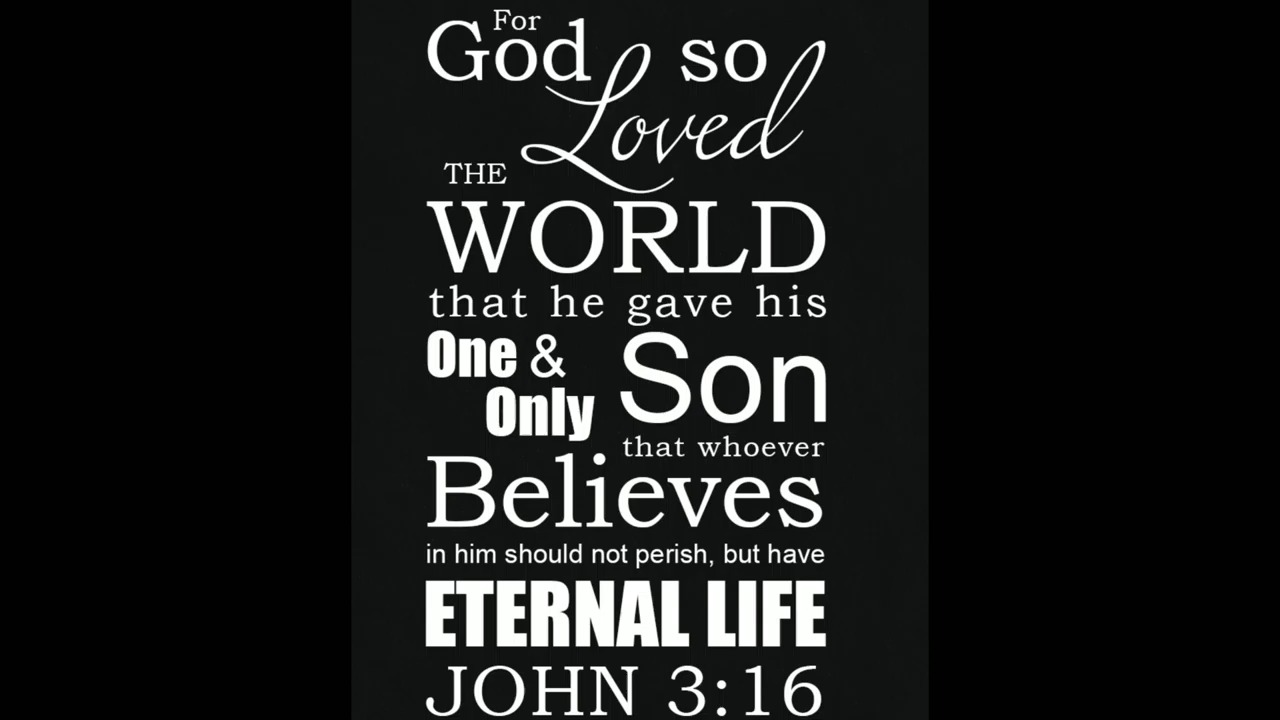 For
God so
Loved
THE
WORLD
that he gave his
One &
Only
Son
that whoever
Believes
in him should not perish, but have
ETERNAL LIFE
JOHN 3:16